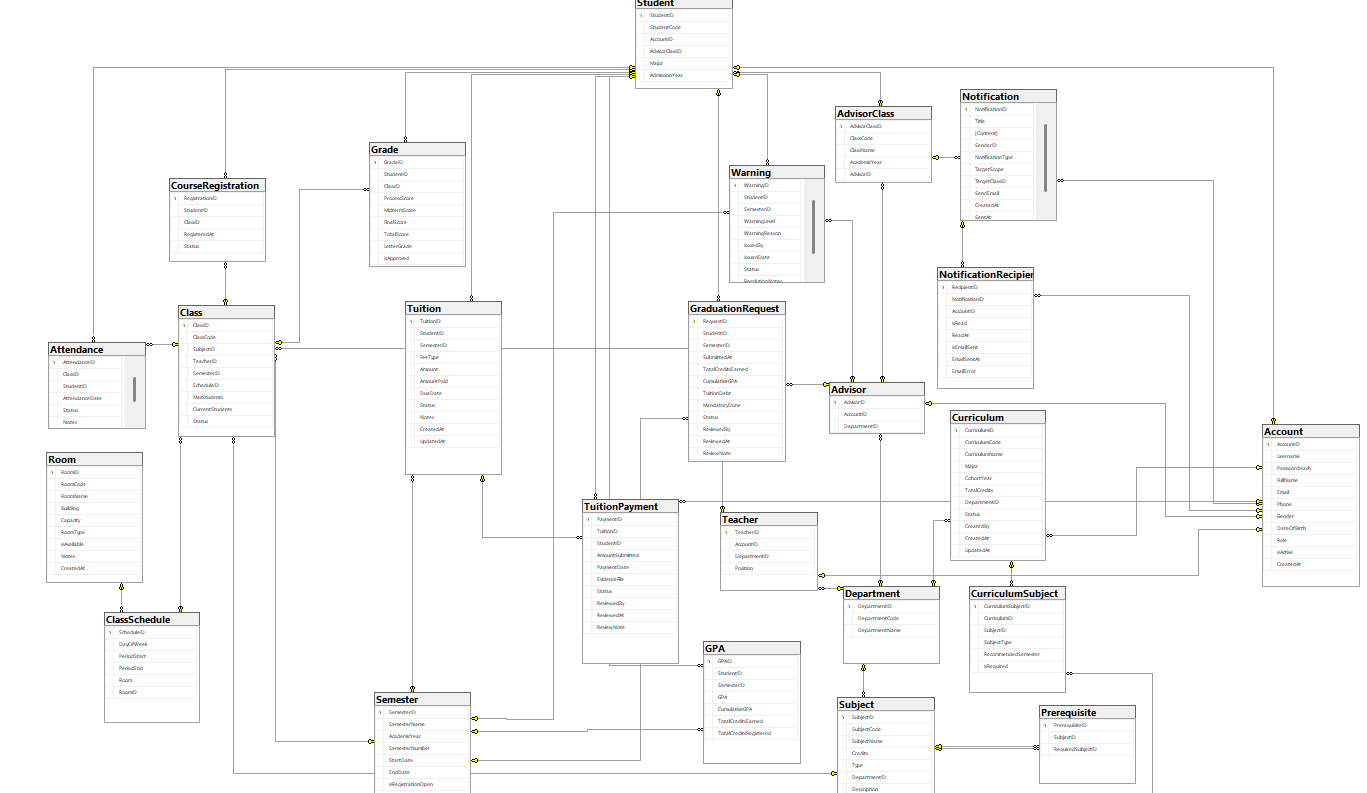 Student
StudentID
StudentCode
AccountID
AdvisorClassID
Major
AdmissionYear
Notification
NotificationID
Title
[Content]
SenderID
NotificationType
TargetScope
TargetClassID
SendEmail
CreatedAt
SentAt
AdvisorClass
AdvisorClassID
ClassCode
ClassName
AcademicYear
AdvisorID
Grade
GradeID
StudentID
ClassID
ProcessScore
MidtermScore
FinalScore
TotalScore
LetterGrade
IsApproved
Warning
WarningID
StudentID
SemesterID
WarningLevel
WarningReason
IssuedBy
IssuedDate
Status
ResolutionNotes
CourseRegistration
RegistrationID
StudentID
ClassID
RegisteredAt
Status
NotificationRecipien
RecipientID
NotificationID
AccountID
IsRead
ReadAt
IsEmailSent
EmailSentAt
EmailError
Class
ClassID
ClassCode
SubjectID
TeacherID
SemesterID
ScheduleID
MaxStudents
CurrentStudents
Status
Tuition
TuitionID
StudentID
SemesterID
FeeType
Amount
AmountPaid
DueDate
Status
Notes
CreatedAt
UpdatedAt
GraduationRequest
RequestID
StudentID
SemesterID
SubmittedAt
TotalCreditsEarned
CumulativeGPA
TuitionDebt
MandatoryDone
Status
ReviewedBy
ReviewedAt
ReviewNote
Attendance
AttendanceID
ClassID
StudentID
AttendanceDate
Status
Notes
Advisor
AdvisorID
AccountID
DepartmentID
Curriculum
CurriculumID
CurriculumCode
CurriculumName
Major
CohortYear
TotalCredits
DepartmentID
Status
CreatedBy
CreatedAt
UpdatedAt
Account
AccountID
Username
PasswordHash
FullName
Email
Phone
Gender
DateOfBirth
Role
IsActive
CreatedAt
Room
RoomID
RoomCode
RoomName
Building
Capacity
RoomType
IsAvailable
Notes
CreatedAt
TuitionPayment
PaymentID
TuitionID
StudentID
AmountSubmitted
PaymentDate
EvidenceFile
Status
ReviewedBy
ReviewedAt
ReviewNote
Teacher
TeacherID
AccountID
DepartmentID
Position
Department
DepartmentID
DepartmentCode
DepartmentName
CurriculumSubject
CurriculumSubjectID
CurriculumID
SubjectID
SubjectType
RecommendedSemester
IsRequired
ClassSchedule
ScheduleID
DayOfWeek
PeriodStart
PeriodEnd
Room
RoomID
GPA
GPAID
StudentID
SemesterID
GPA
CumulativeGPA
TotalCreditsEarned
TotalCreditsRegistered
Semester
SemesterID
SemesterName
AcademicYear
SemesterNumber
StartDate
EndDate
IsRegistrationOpen
Subject
SubjectID
SubjectCode
SubjectName
Credits
Type
DepartmentID
Description
Prerequisite
PrerequisiteID
SubjectID
RequiredSubjectID